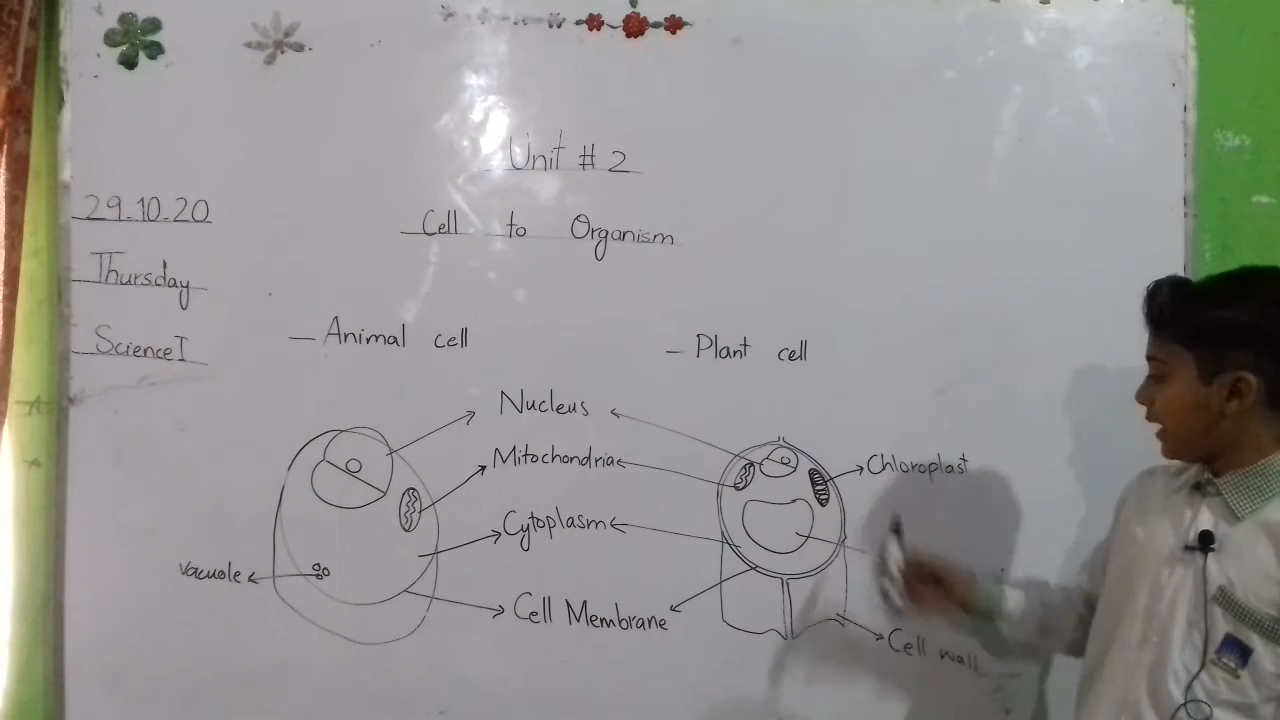 Unit # 2
29-10-20
Cell to Organism
Thursday
Science I
– Animal cell
– Plant cell
Nucleus
Mitochondria
Chloroplast
Cytoplasm
Vacuole
Cell Membrane
Cell wall